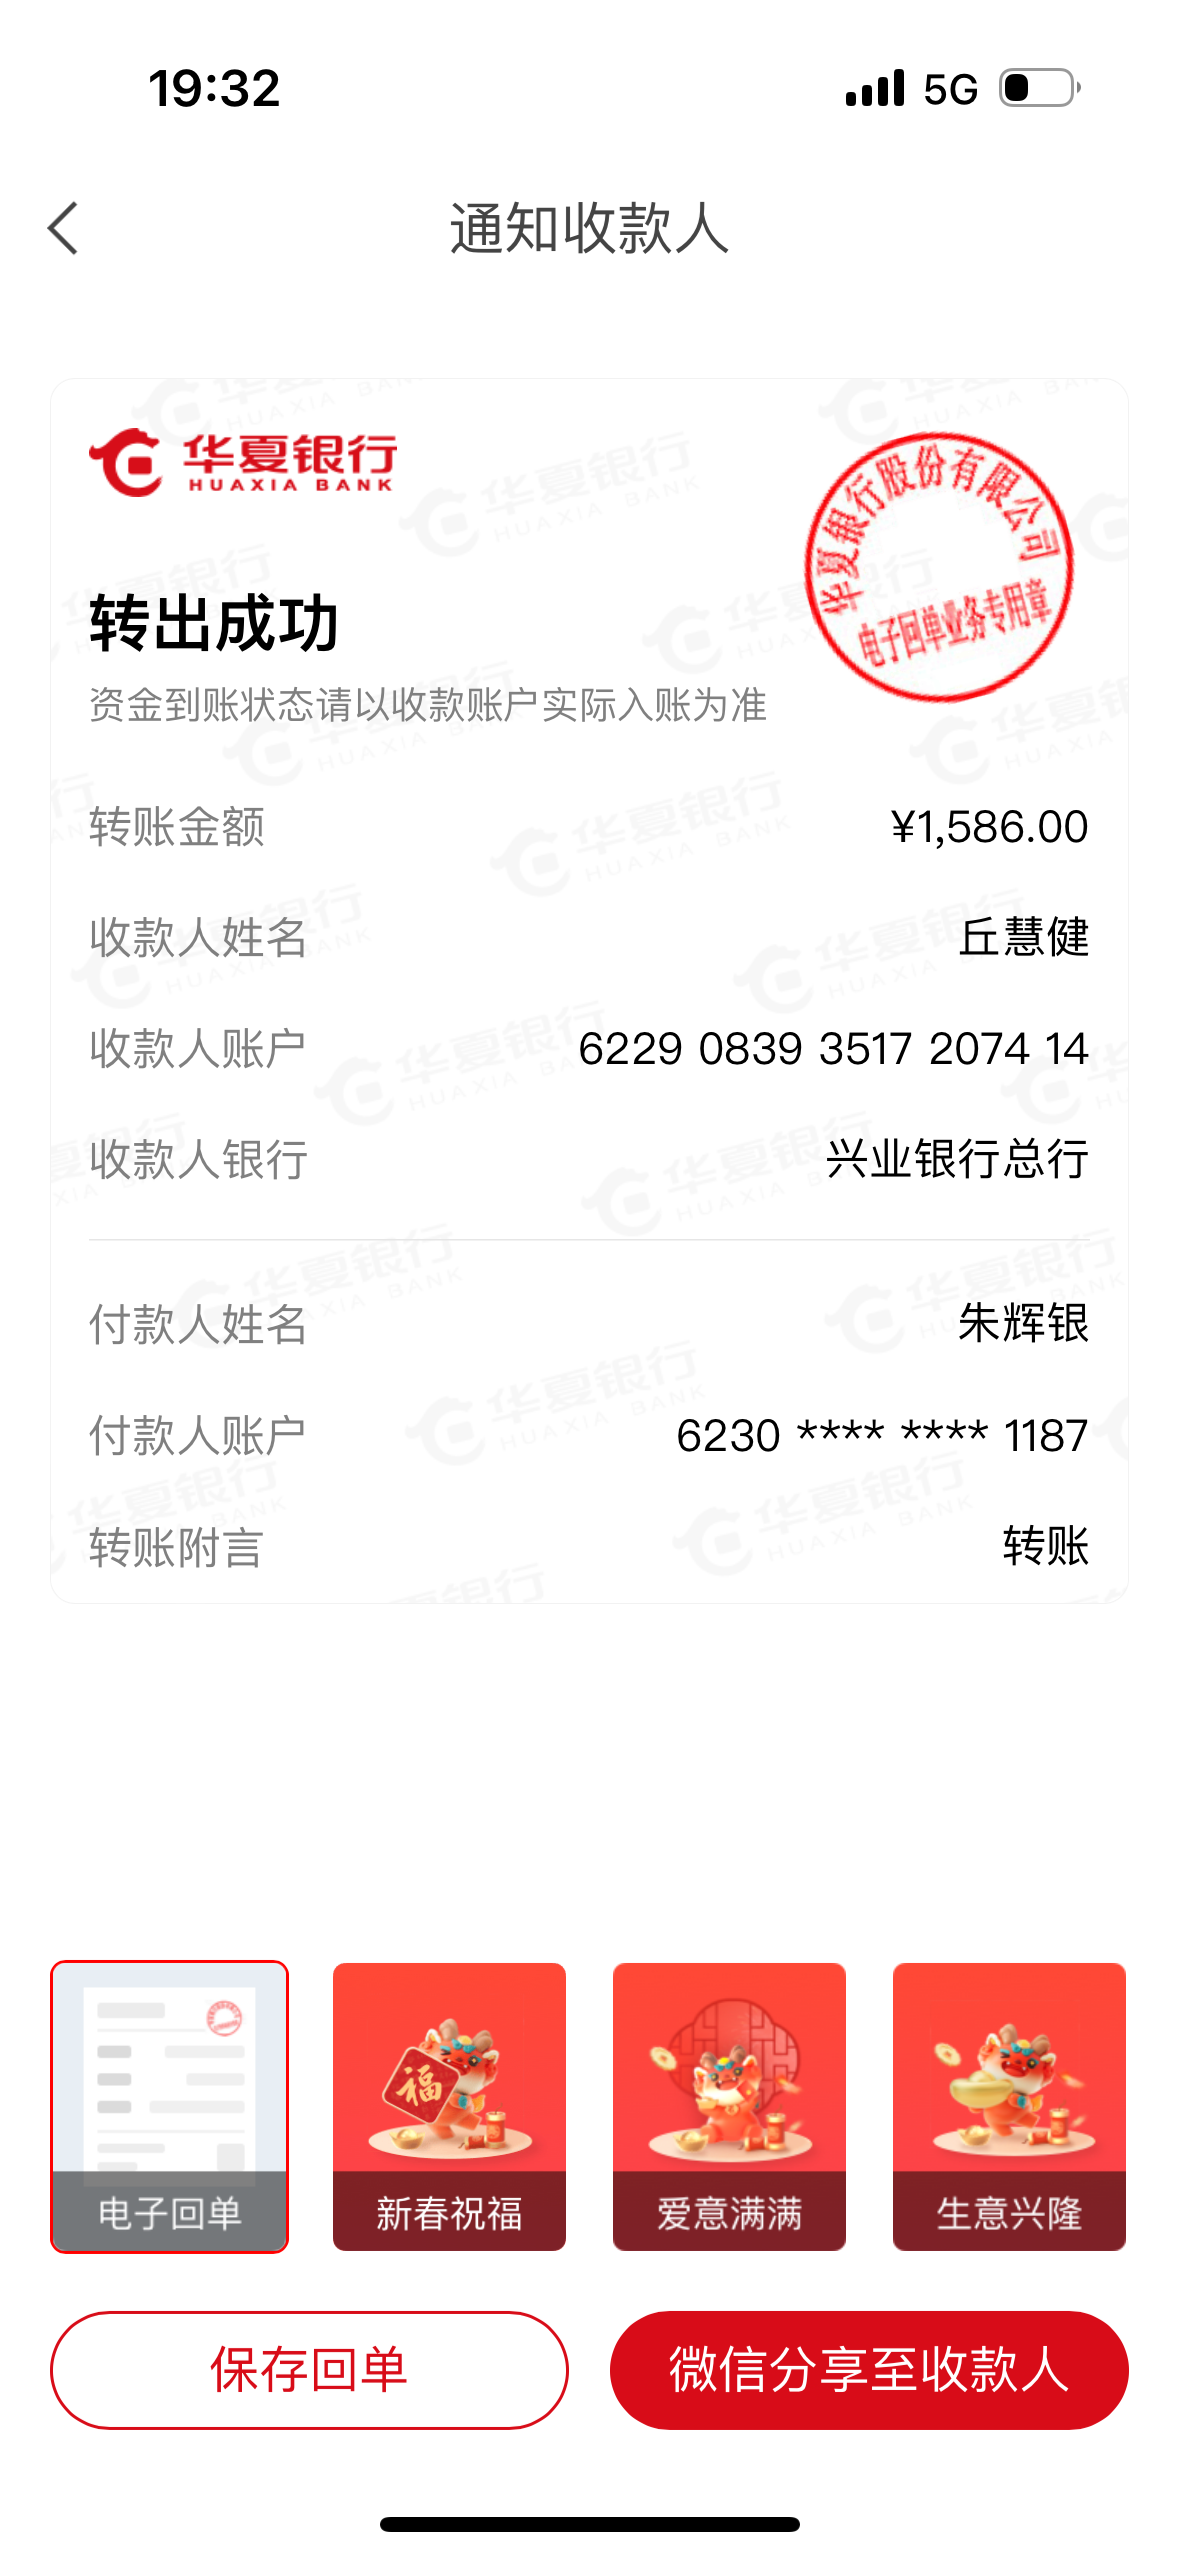 19:32
5G
通知收款人
华夏银行
HUAXIA BANK
华夏银行股份有限公司
电子回单业务专用章
转出成功
资金到账状态请以收款账户实际入账为准
转账金额 ¥1,586.00
收款人姓名 丘慧健
收款人账户 6229 0839 3517 2074 14
收款人银行 兴业银行总行
付款人姓名 朱辉银
付款人账户 6230 **** **** 1187
转账附言 转账
福
电子回单 新春祝福 爱意满满 生意兴隆
保存回单 微信分享至收款人